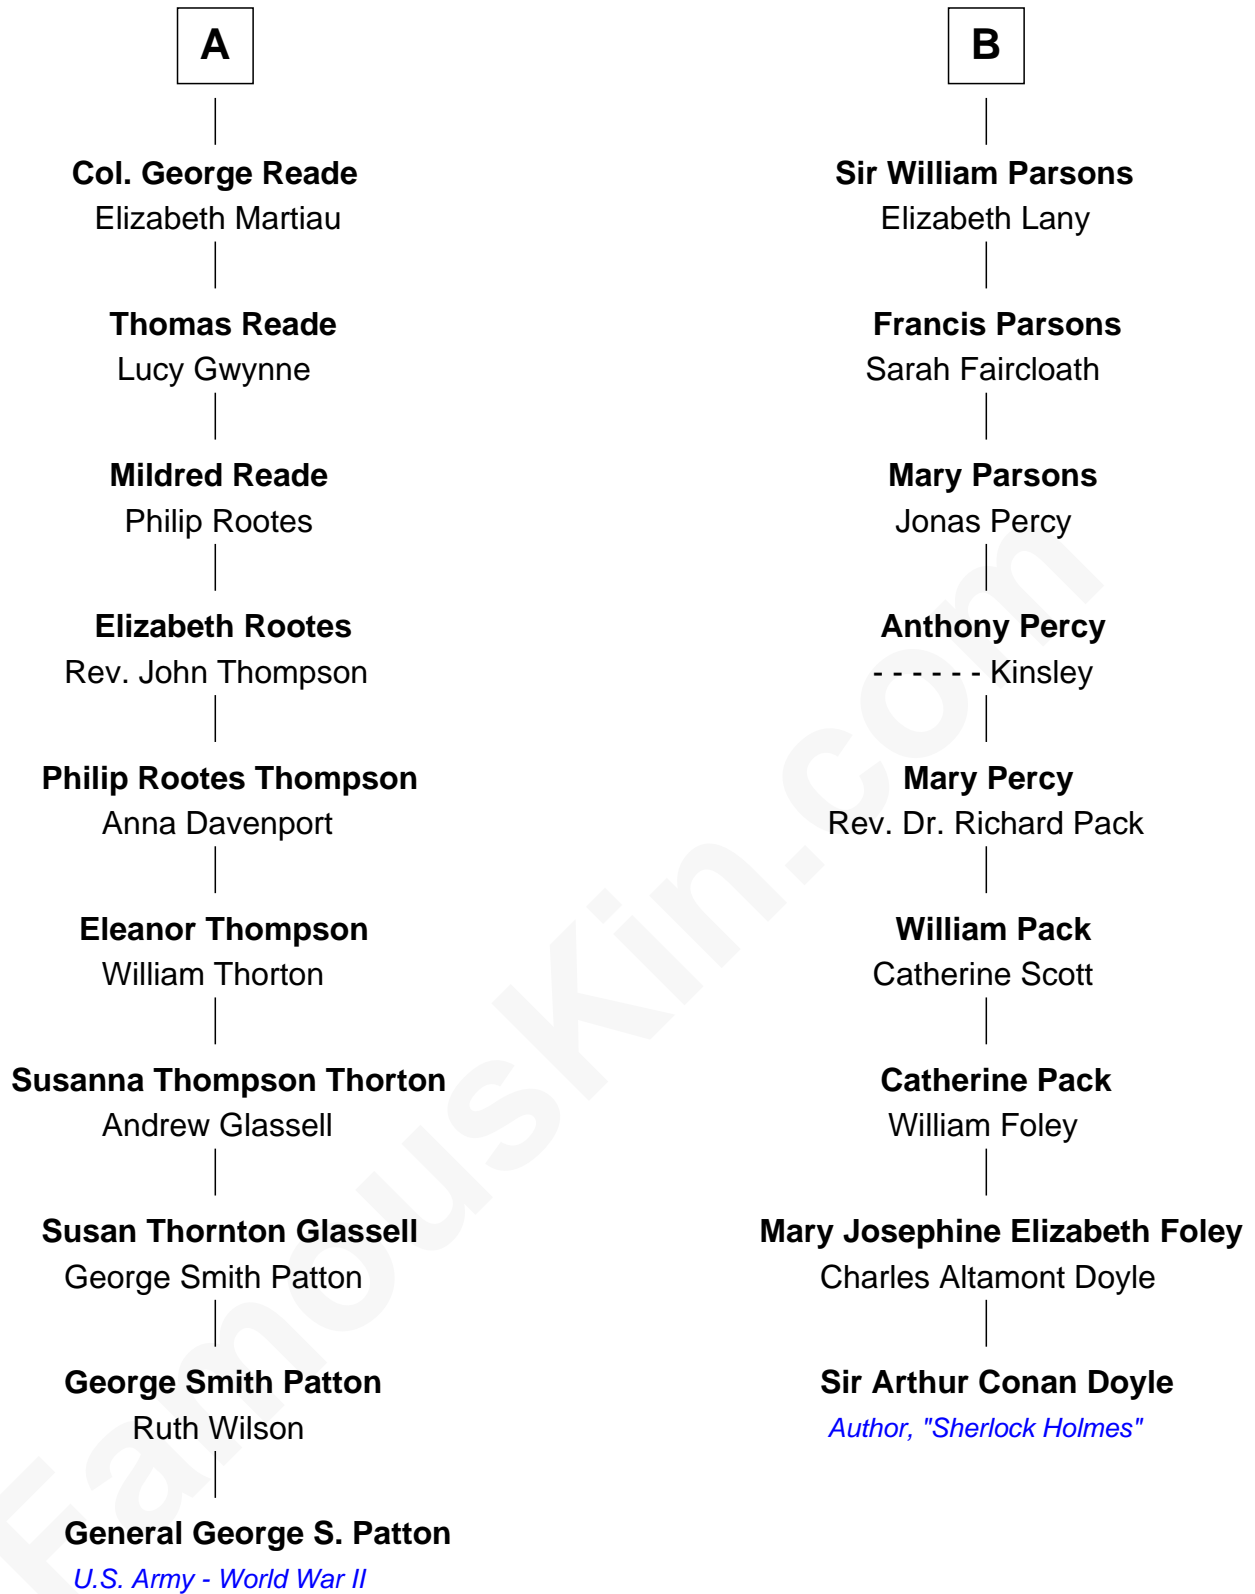 A
Col. George Reade
Elizabeth Martiau
Thomas Reade
Lucy Gwynne
Mildred Reade
Philip Rootes
Elizabeth Rootes
Rev. John Thompson
Philip Rootes Thompson
Anna Davenport
Eleanor Thompson
William Thorton
Susanna Thompson Thorton
Andrew Glassell
Susan Thornton Glassell
George Smith Patton
George Smith Patton
Ruth Wilson
General George S. Patton
U.S. Army - World War II
B
Sir William Parsons
Elizabeth Lany
Francis Parsons
Sarah Faircloath
Mary Parsons
Jonas Percy
Anthony Percy
- - - - - - Kinsley
Mary Percy
Rev. Dr. Richard Pack
William Pack
Catherine Scott
Catherine Pack
William Foley
Mary Josephine Elizabeth Foley
Charles Altamont Doyle
Sir Arthur Conan Doyle
Author, "Sherlock Holmes"
FamousKin.com